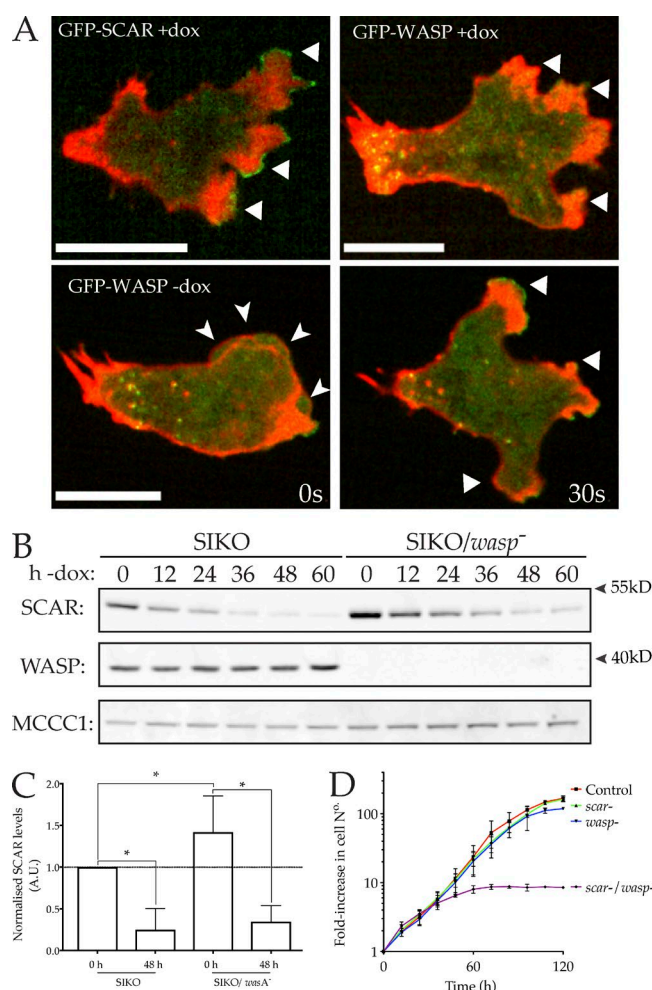 A
GFP-SCAR +dox
GFP-WASP +dox
GFP-WASP -dox
0s
30s
B
SIKO
SIKO/wasp-
h -dox: 0 12 24 36 48 60 0 12 24 36 48 60
55kD
SCAR:
WASP:
40kD
MCCC1:
C
Normalised SCAR levels
(A.U.)
2.0
1.5
1.0
0.5
0.0
* * *
0 h 48 h 0 h 48 h
SIKO
SIKO/ wasA-
D
Fold-increase in cell Nº.
100
10
1
0 60 120
Time (h)
Control
scar-
wasp-
scar-/wasp-